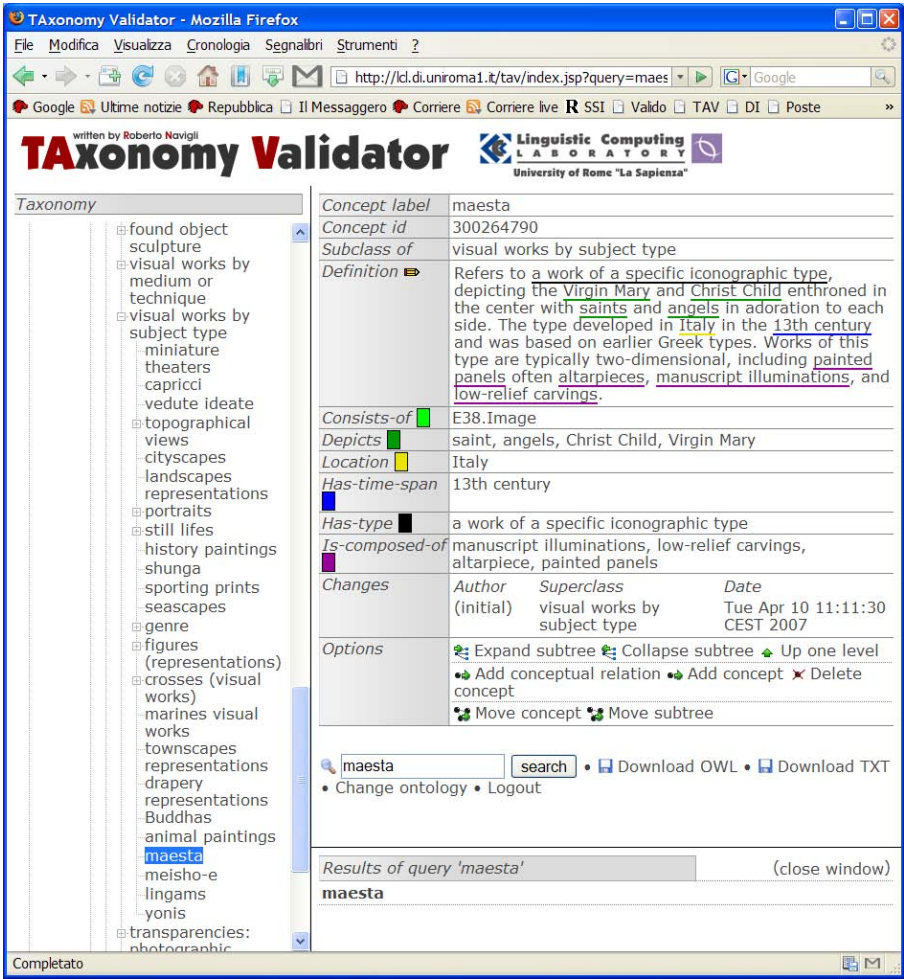 TAxonomy Validator - Mozilla Firefox
File Modifica Visualizza Cronologia Segnalibri Strumenti ?
http://lcl.di.uniroma1.it/tav/index.jsp?query=maes
G Google
Google Ultime notizie Repubblica Il Messaggero Corriere Corriere live R SSI Valido TAV DI Poste »
written by Roberto Navigli
TAxonomy Validator
Linguistic Computing
LABORATORY
University of Rome "La Sapienza"
Taxonomy
found object
sculpture
visual works by
medium or
technique
visual works by
subject type
miniature
theaters
capricci
vedute ideate
topographical
views
cityscapes
landscapes
representations
portraits
still lifes
history paintings
shunga
sporting prints
seascapes
genre
figures
(representations)
crosses (visual
works)
marines visual
works
townscapes
representations
drapery
representations
Buddhas
animal paintings
maesta
meisho-e
lingams
yonis
transparencies:
photographic
Concept label maesta
Concept id 300264790
Subclass of visual works by subject type
Definition Refers to a work of a specific iconographic type,
depicting the Virgin Mary and Christ Child enthroned in
the center with saints and angels in adoration to each
side. The type developed in Italy in the 13th century
and was based on earlier Greek types. Works of this
type are typically two-dimensional, including painted
panels often altarpieces, manuscript illuminations, and
low-relief carvings.
Consists-of E38.Image
Depicts saint, angels, Christ Child, Virgin Mary
Location Italy
Has-time-span 13th century
Has-type a work of a specific iconographic type
Is-composed-of manuscript illuminations, low-relief carvings,
altarpiece, painted panels
Changes Author Superclass Date
(initial) visual works by Tue Apr 10 11:11:30
subject type CEST 2007
Options Expand subtree Collapse subtree Up one level
Add conceptual relation Add concept Delete
concept
Move concept Move subtree
maesta search • Download OWL • Download TXT
• Change ontology • Logout
Results of query 'maesta' (close window)
maesta
Completato